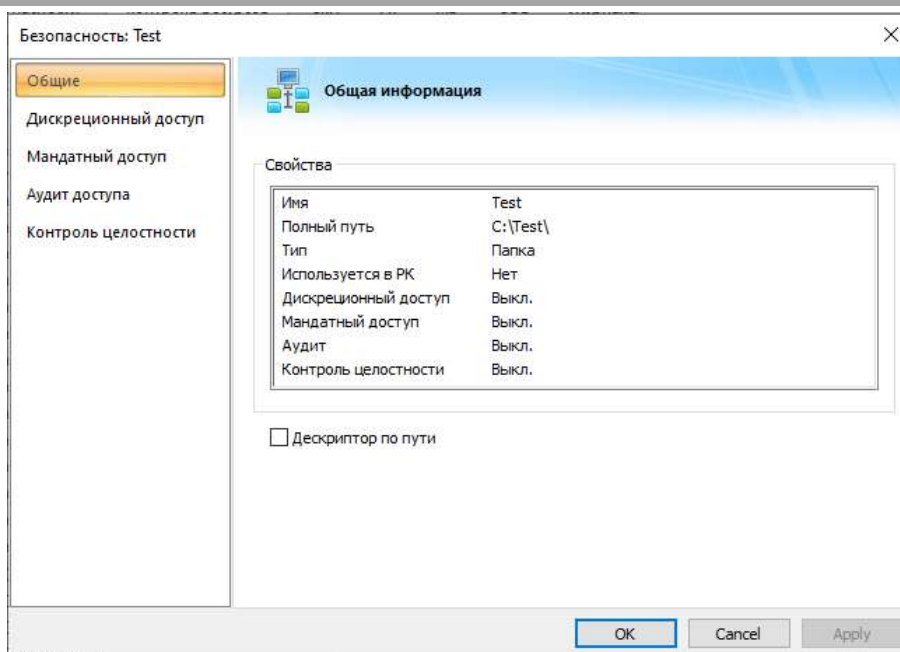 Безопасность: Test
Общие
Дискреционный доступ
Мандатный доступ
Аудит доступа
Контроль целостности
Общая информация
Свойства
Имя Test
Полный путь C:\Test\
Тип Папка
Используется в РК Нет
Дискреционный доступ Выкл.
Мандатный доступ Выкл.
Аудит Выкл.
Контроль целостности Выкл.
Дескриптор по пути
OK Cancel Apply